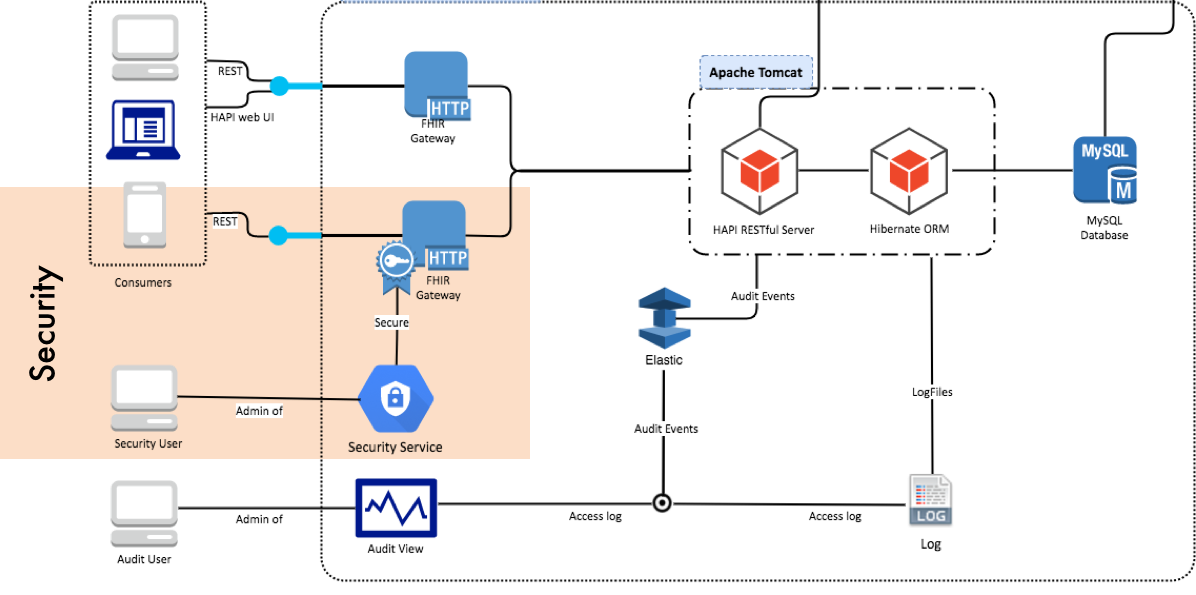 Apache Tomcat
REST
HTTP
HAPI web UI
FHIR
Gateway
MySQL
M
REST
HAPI RESTful Server
Hibernate ORM
MySQL
Database
HTTP
Consumers
FHIR
Gateway
Security
Audit Events
Secure
Elastic
LogFiles
Admin of
Audit Events
Security User
Security Service
Access log
Access log
LOG
Admin of
Log
Audit View
Audit User